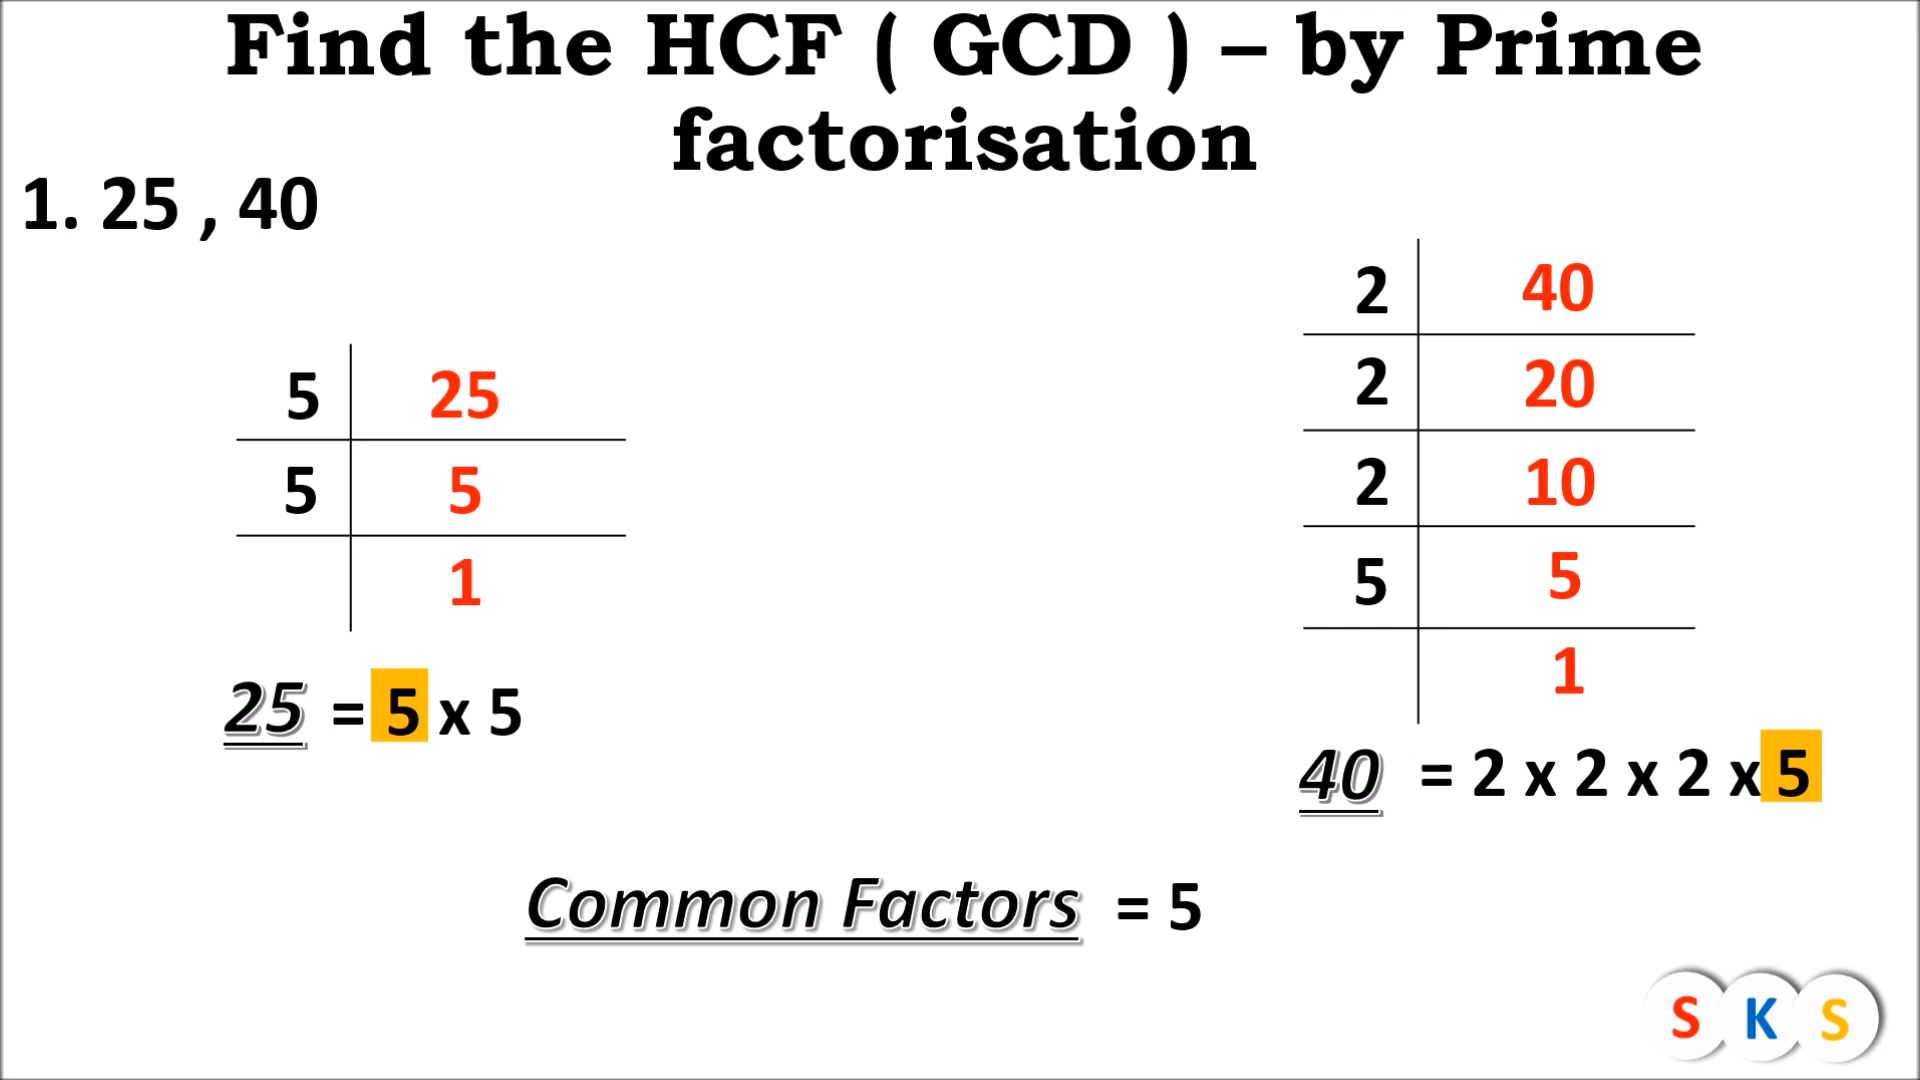 Find the HCF ( GCD ) – by Prime
factorisation
1. 25 , 40
5 25
5 5
1
25 = 5 x 5
2 40
2 20
2 10
5 5
1
40 = 2 x 2 x 2 x 5
Common Factors = 5
S K S